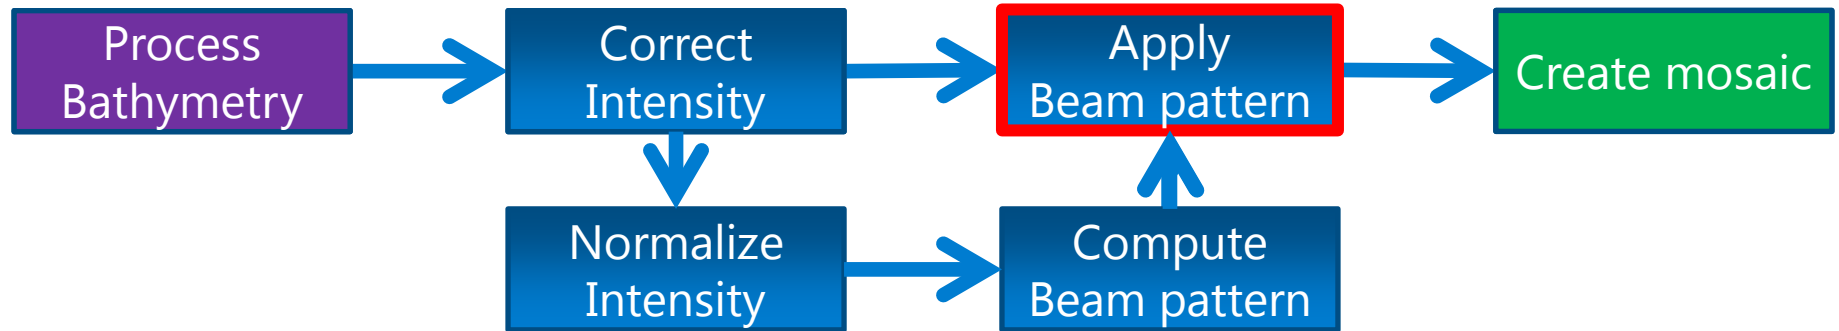 Process
Bathymetry
Correct
Intensity
Apply
Beam pattern
Create mosaic
Normalize
Intensity
Compute
Beam pattern